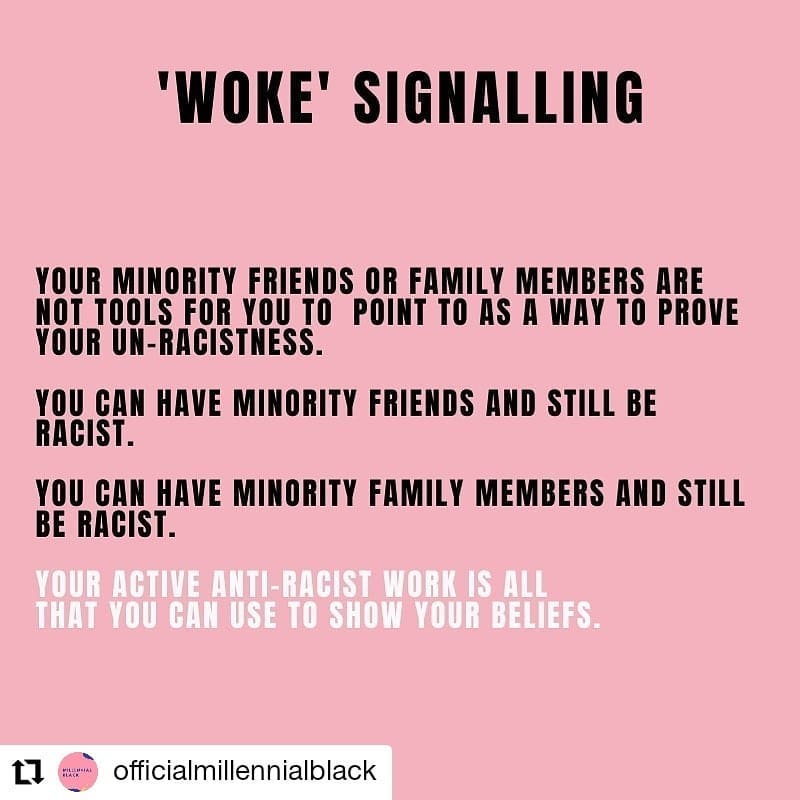 'WOKE' SIGNALLING
YOUR MINORITY FRIENDS OR FAMILY MEMBERS ARE
NOT TOOLS FOR YOU TO POINT TO AS A WAY TO PROVE
YOUR UN-RACISTNESS.
YOU CAN HAVE MINORITY FRIENDS AND STILL BE
RACIST.
YOU CAN HAVE MINORITY FAMILY MEMBERS AND STILL
BE RACIST.
YOUR ACTIVE ANTI-RACIST WORK IS ALL
THAT YOU CAN USE TO SHOW YOUR BELIEFS.
MILLENNIAL
BLACK
officialmillennialblack